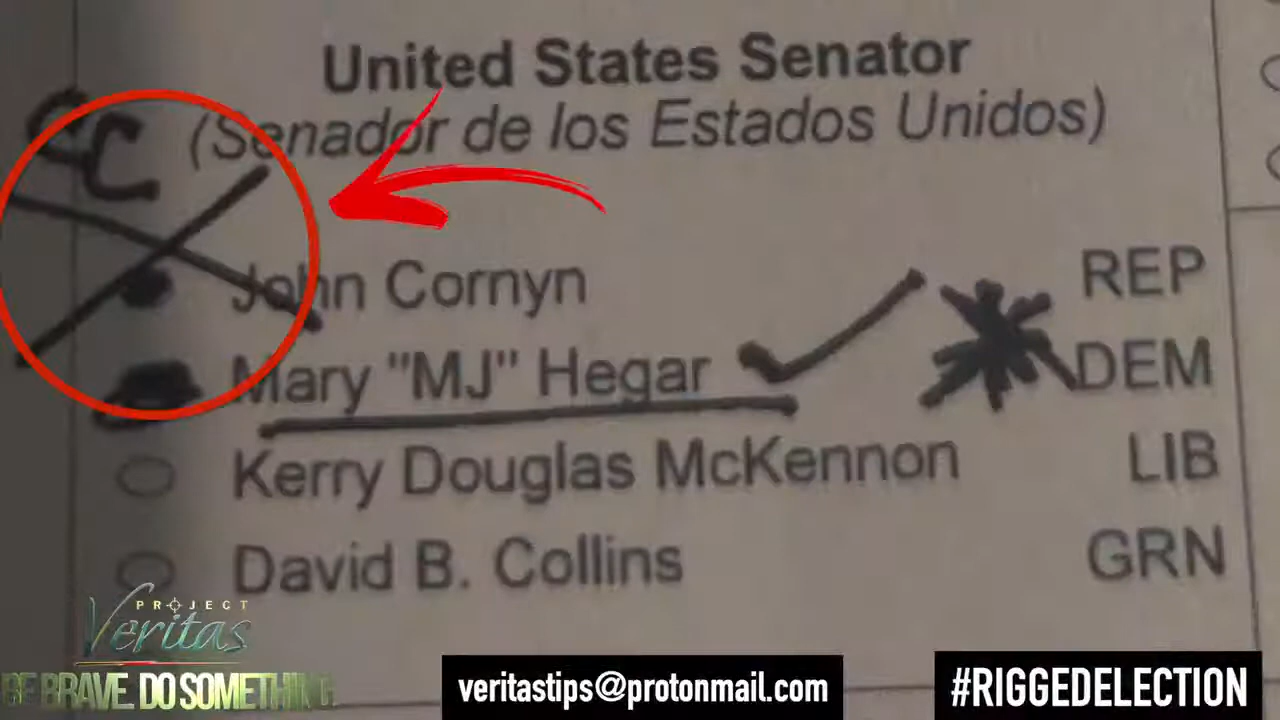 United States Senator
(Senador de los Estados Unidos)
SC
John Cornyn REP
Mary "MJ" Hegar DEM
Kerry Douglas McKennon LIB
David B. Collins GRN
PROJECT
Veritas
BE BRAVE. DO SOMETHING.
veritastips@protonmail.com
#RIGGEDELECTION